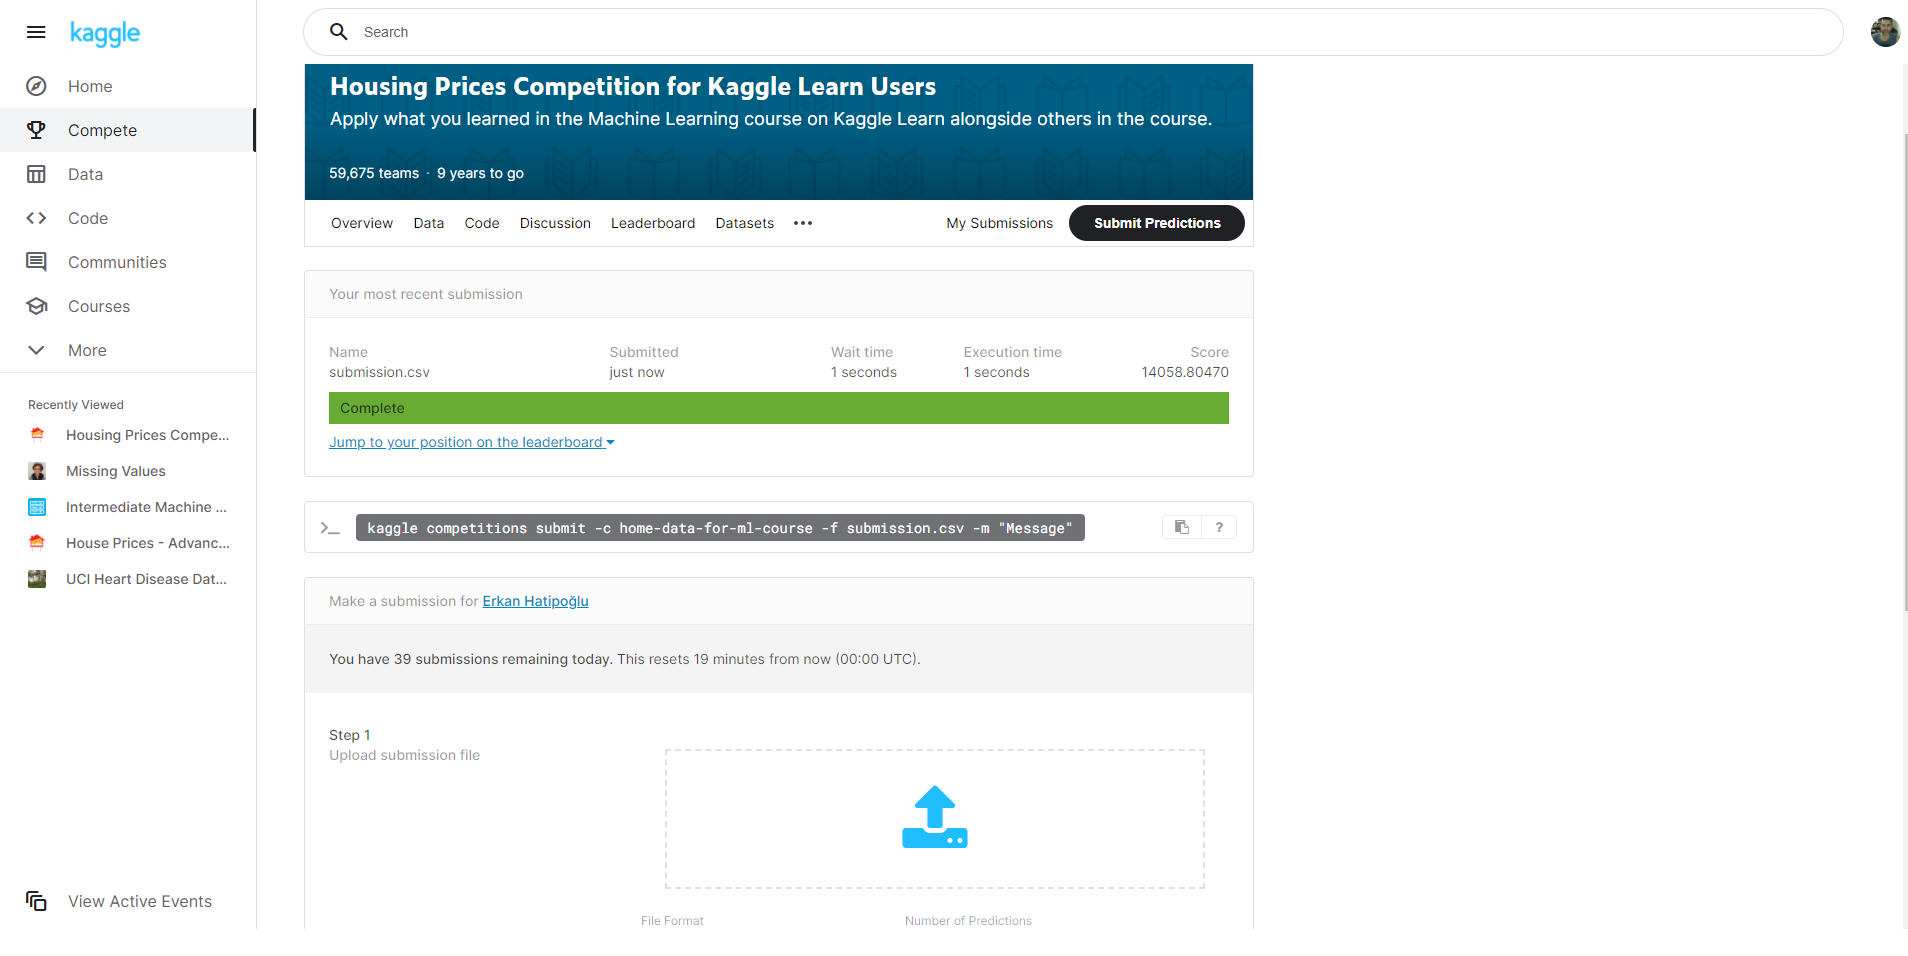 kaggle
Search
Home
Compete
Data
Code
Communities
Courses
More
Recently Viewed
Housing Prices Compe...
Missing Values
Intermediate Machine ...
House Prices - Advanc...
UCI Heart Disease Dat...
View Active Events
Housing Prices Competition for Kaggle Learn Users
Apply what you learned in the Machine Learning course on Kaggle Learn alongside others in the course.
59,675 teams · 9 years to go
Overview Data Code Discussion Leaderboard Datasets ••• My Submissions Submit Predictions
Your most recent submission
Name Submitted Wait time Execution time Score
submission.csv just now 1 seconds 1 seconds 14058.80470
Complete
Jump to your position on the leaderboard
>_ kaggle competitions submit -c home-data-for-ml-course -f submission.csv -m "Message" ?
Make a submission for Erkan Hatipoğlu
You have 39 submissions remaining today. This resets 19 minutes from now (00:00 UTC).
Step 1
Upload submission file
File Format Number of Predictions